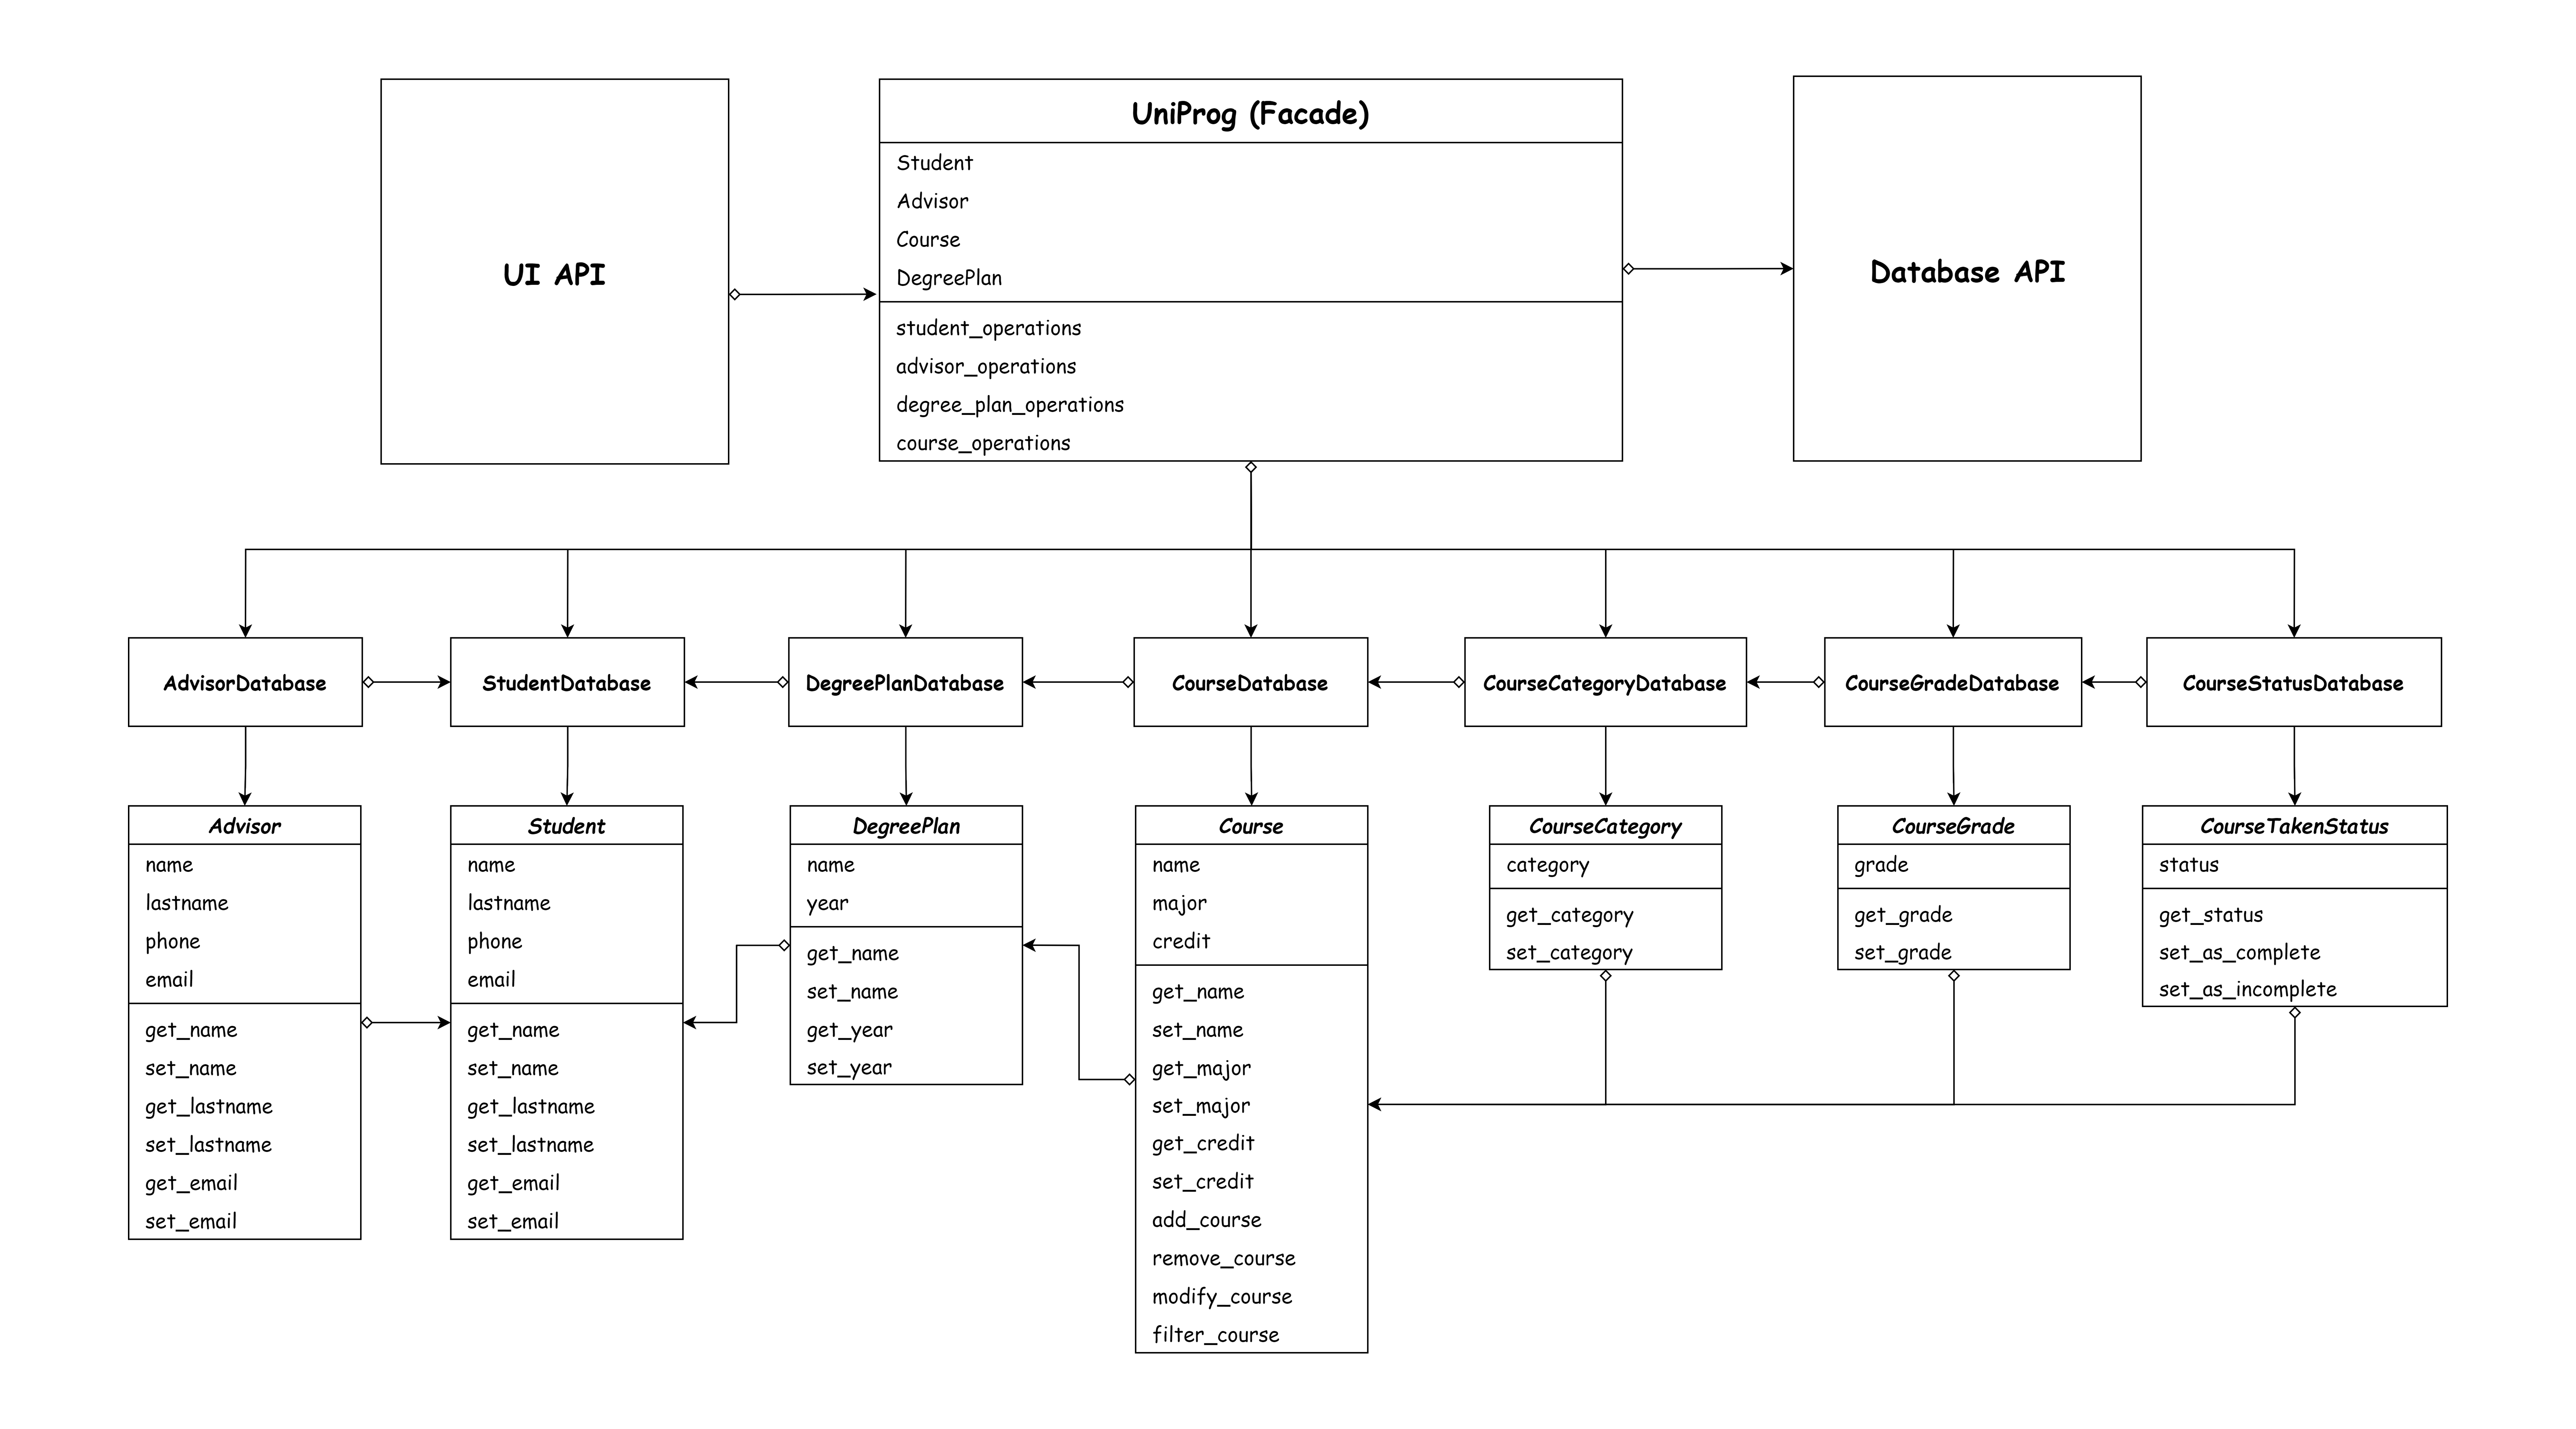 UI API
UniProg (Facade)
Student
Advisor
Course
DegreePlan
student_operations
advisor_operations
degree_plan_operations
course_operations
Database API
AdvisorDatabase
StudentDatabase
DegreePlanDatabase
CourseDatabase
CourseCategoryDatabase
CourseGradeDatabase
CourseStatusDatabase
Advisor
name
lastname
phone
email
get_name
set_name
get_lastname
set_lastname
get_email
set_email
Student
name
lastname
phone
email
get_name
set_name
get_lastname
set_lastname
get_email
set_email
DegreePlan
name
year
get_name
set_name
get_year
set_year
Course
name
major
credit
get_name
set_name
get_major
set_major
get_credit
set_credit
add_course
remove_course
modify_course
filter_course
CourseCategory
category
get_category
set_category
CourseGrade
grade
get_grade
set_grade
CourseTakenStatus
status
get_status
set_as_complete
set_as_incomplete